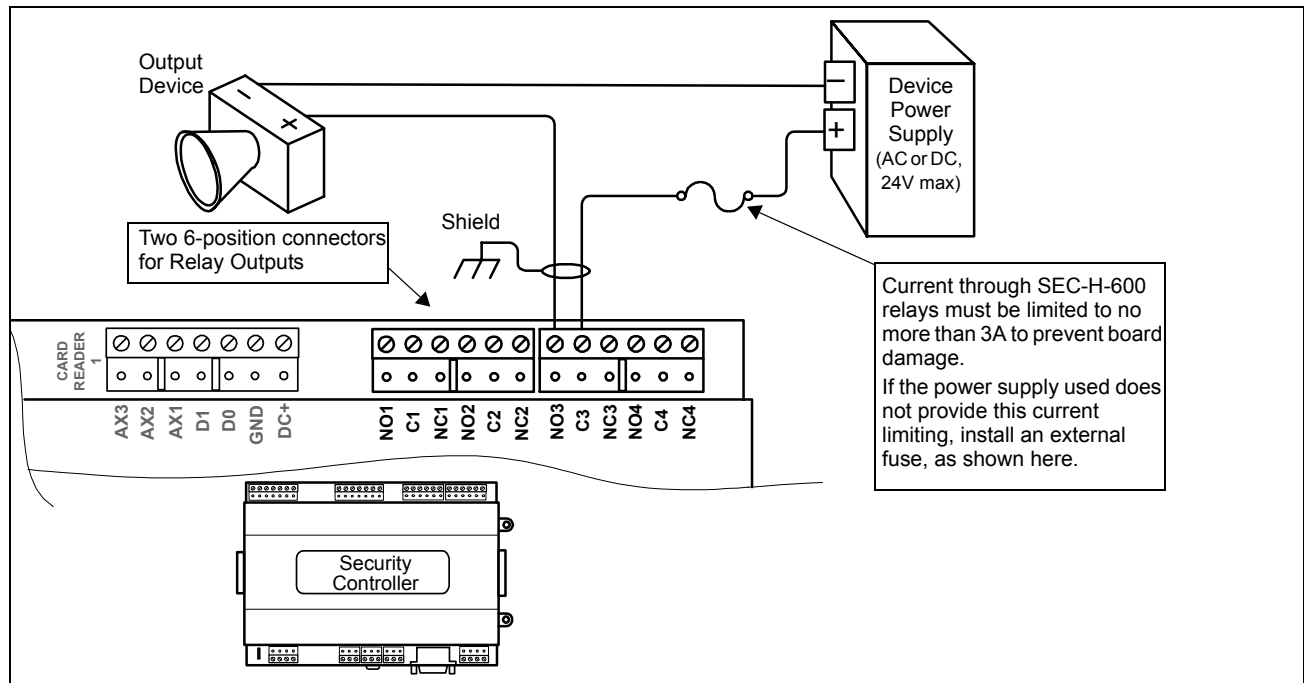 Output
Device
−
+
−
+
Device
Power
Supply
(AC or DC,
24V max)
Two 6-position connectors
for Relay Outputs
Shield
Current through SEC-H-600
relays must be limited to no
more than 3A to prevent board
damage.
If the power supply used does
not provide this current
limiting, install an external
fuse, as shown here.
CARD
READER
1
AX3
AX2
AX1
D1
D0
GND
DC+
NO1
C1
NC1
NO2
C2
NC2
NO3
C3
NC3
NO4
C4
NC4
Security
Controller